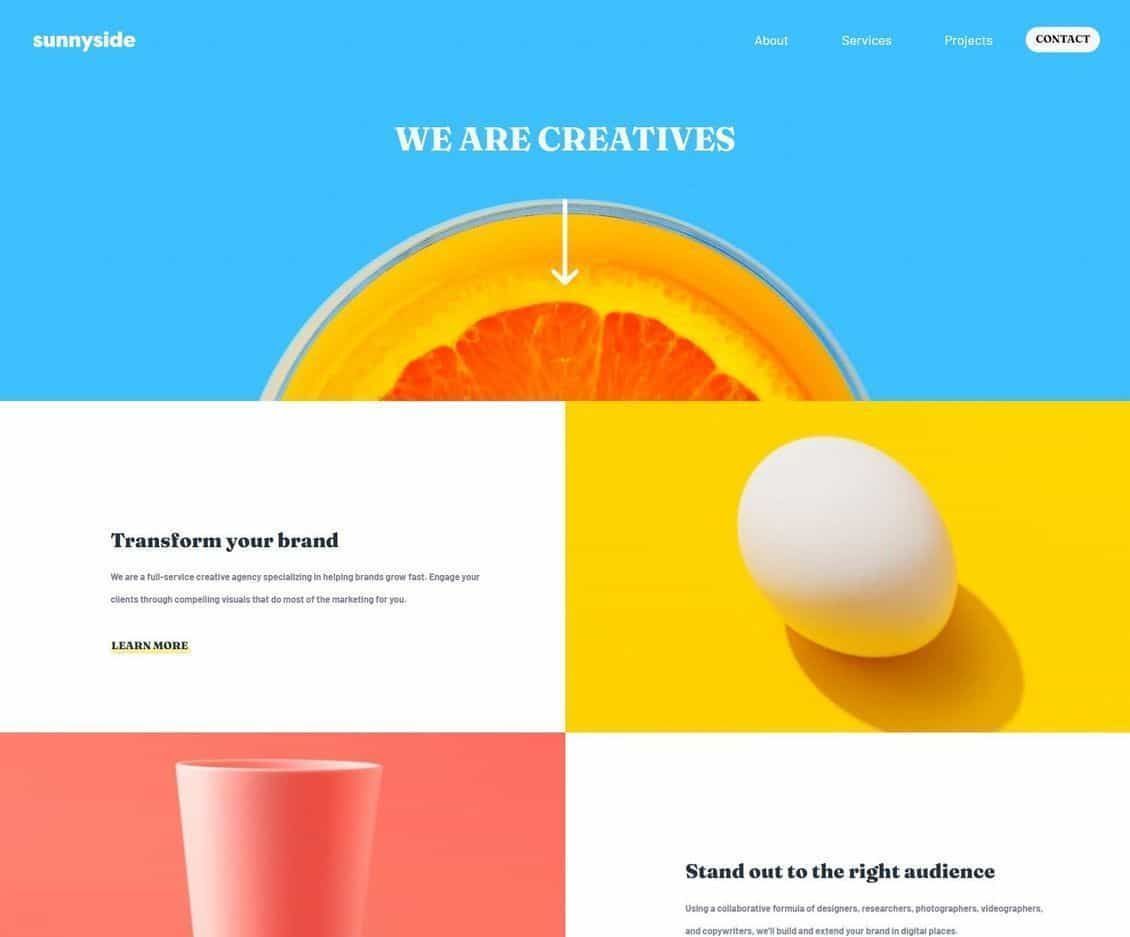 sunnyside
About
Services
Projects
CONTACT
WE ARE CREATIVES
Transform your brand
We are a full-service creative agency specializing in helping brands grow fast. Engage your
clients through compelling visuals that do most of the marketing for you.
LEARN MORE
Stand out to the right audience
Using a collaborative formula of designers, researchers, photographers, videographers,
and copywriters, we'll build and extend your brand in digital places.